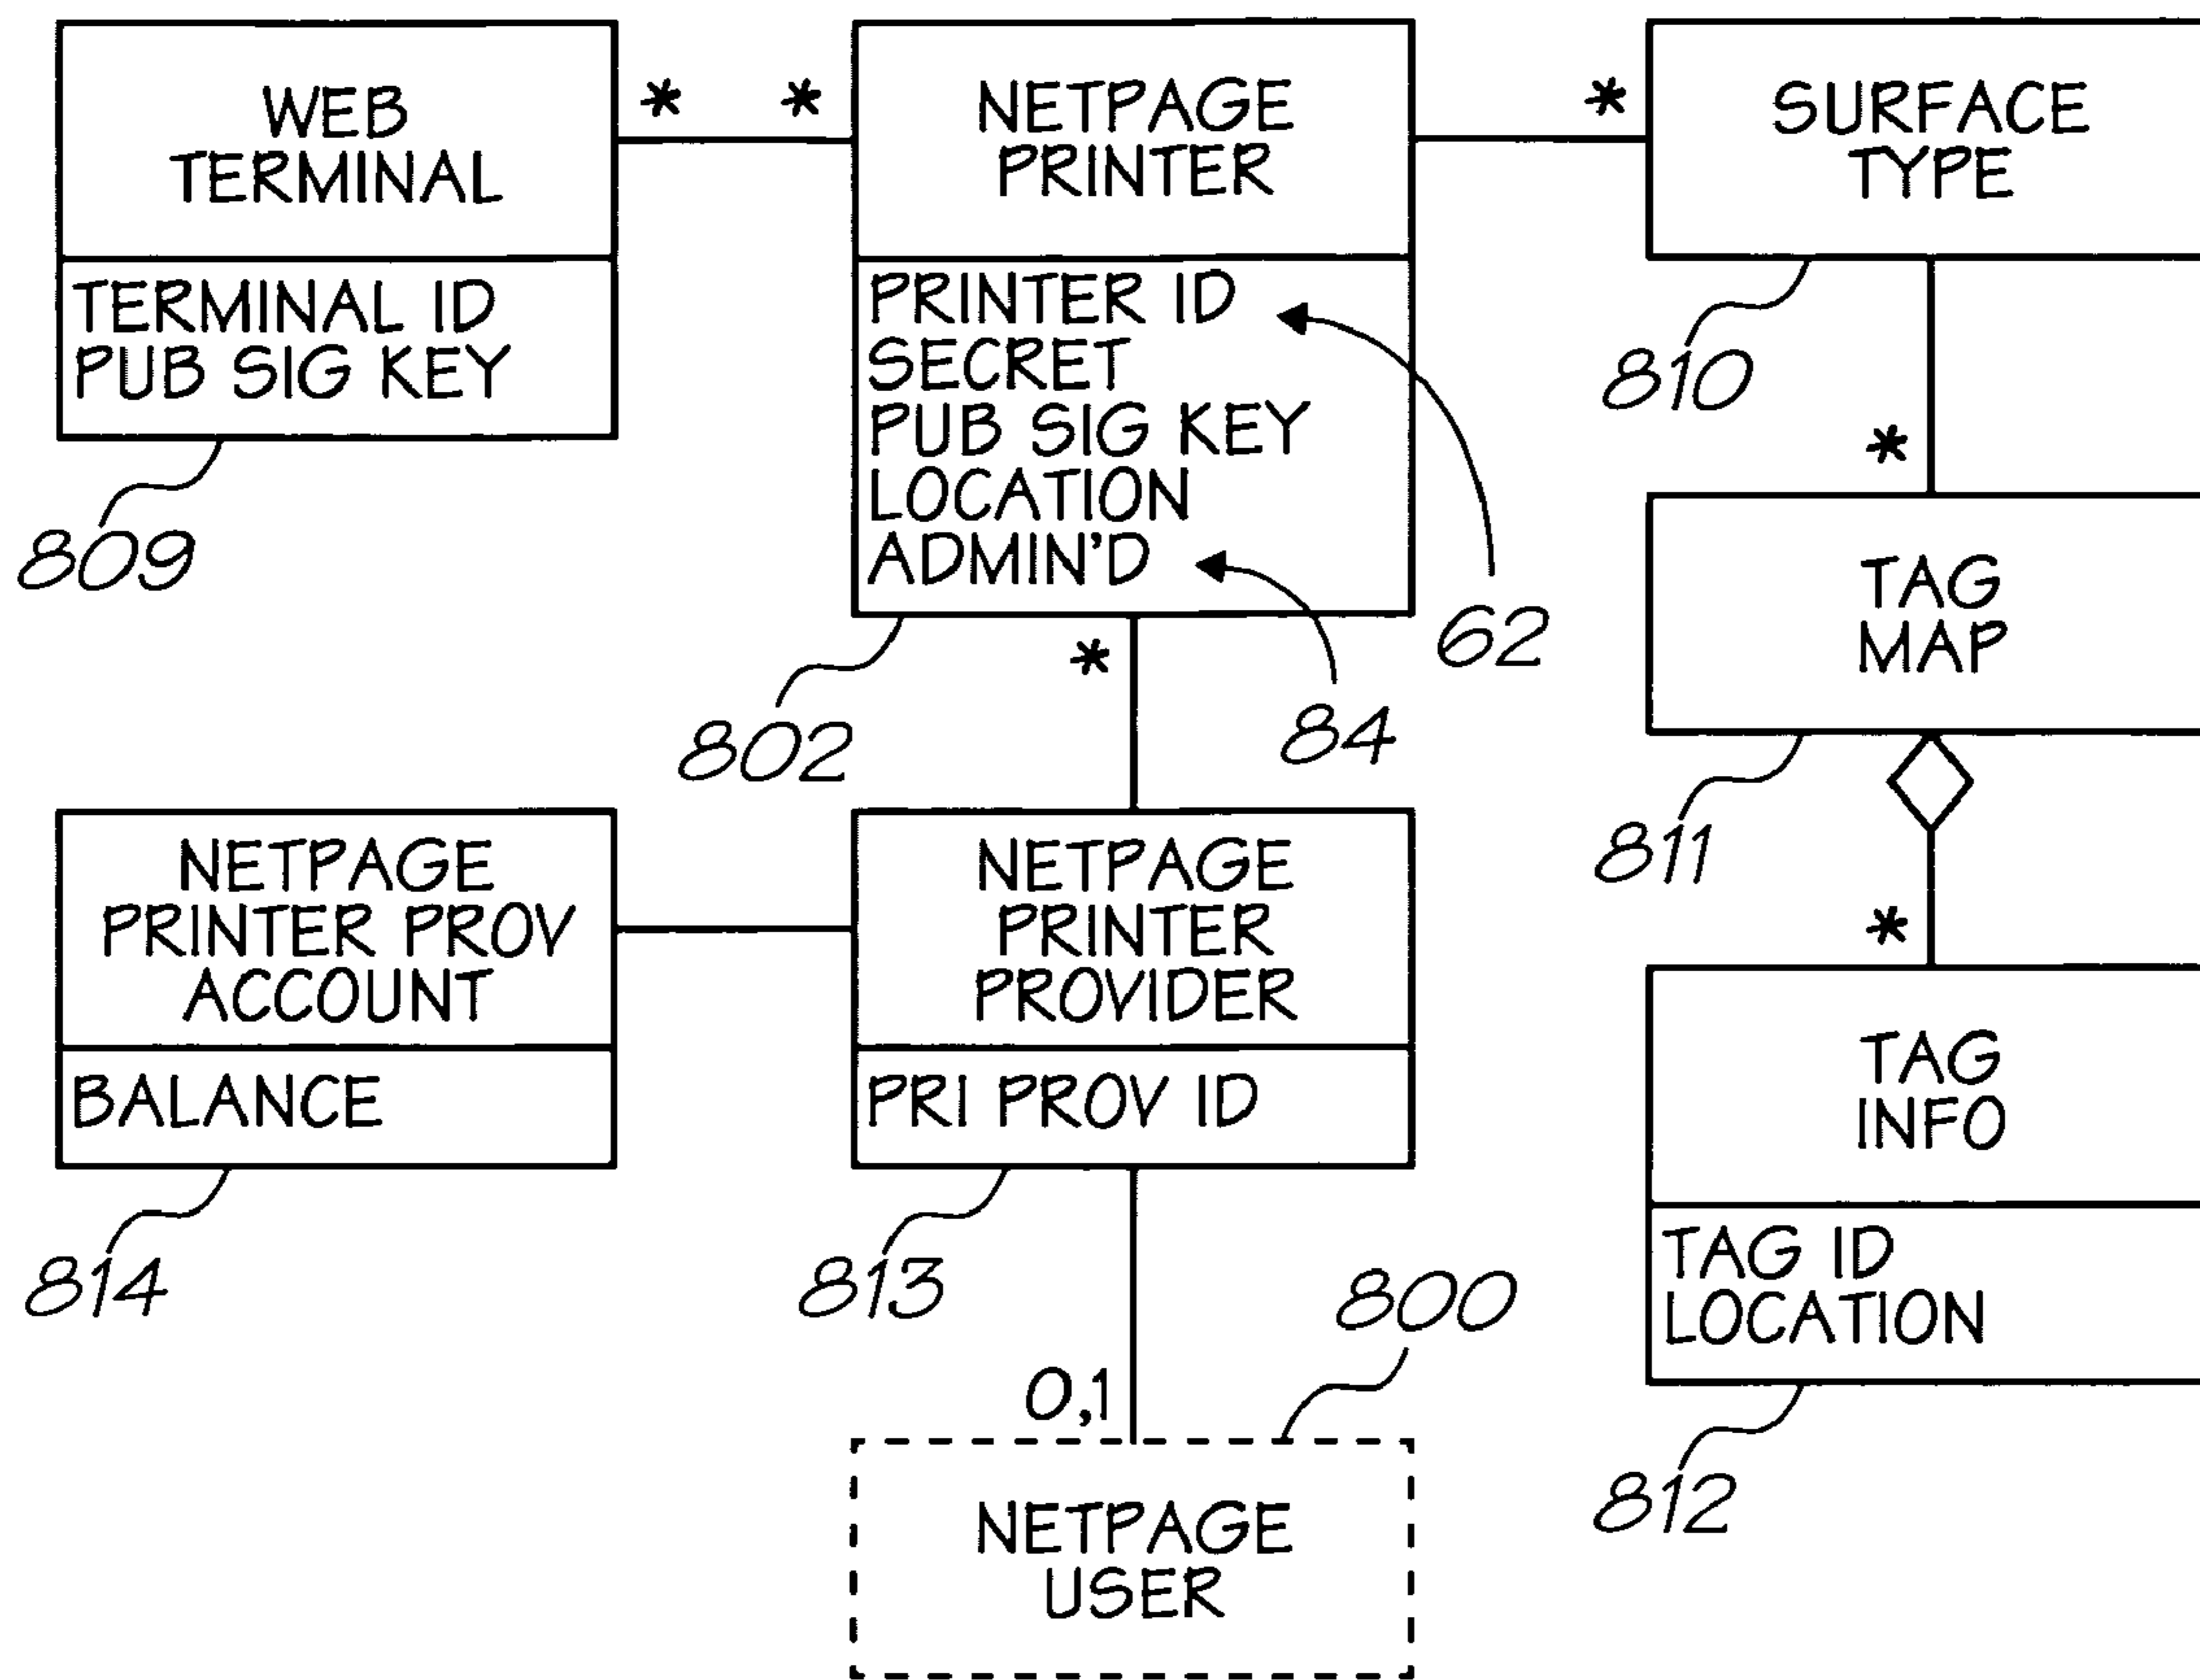 WEB
TERMINAL
TERMINAL ID
PUB SIG KEY
809
*
*
NETPAGE
PRINTER
PRINTER ID
SECRET
PUB SIG KEY
LOCATION
ADMIN'D
62
84
802
*
*
SURFACE
TYPE
810
*
TAG
MAP
811
*
TAG
INFO
TAG ID
LOCATION
812
NETPAGE
PRINTER PROV
ACCOUNT
BALANCE
814
NETPAGE
PRINTER
PROVIDER
PRI PROV ID
813
800
0,1
NETPAGE
USER